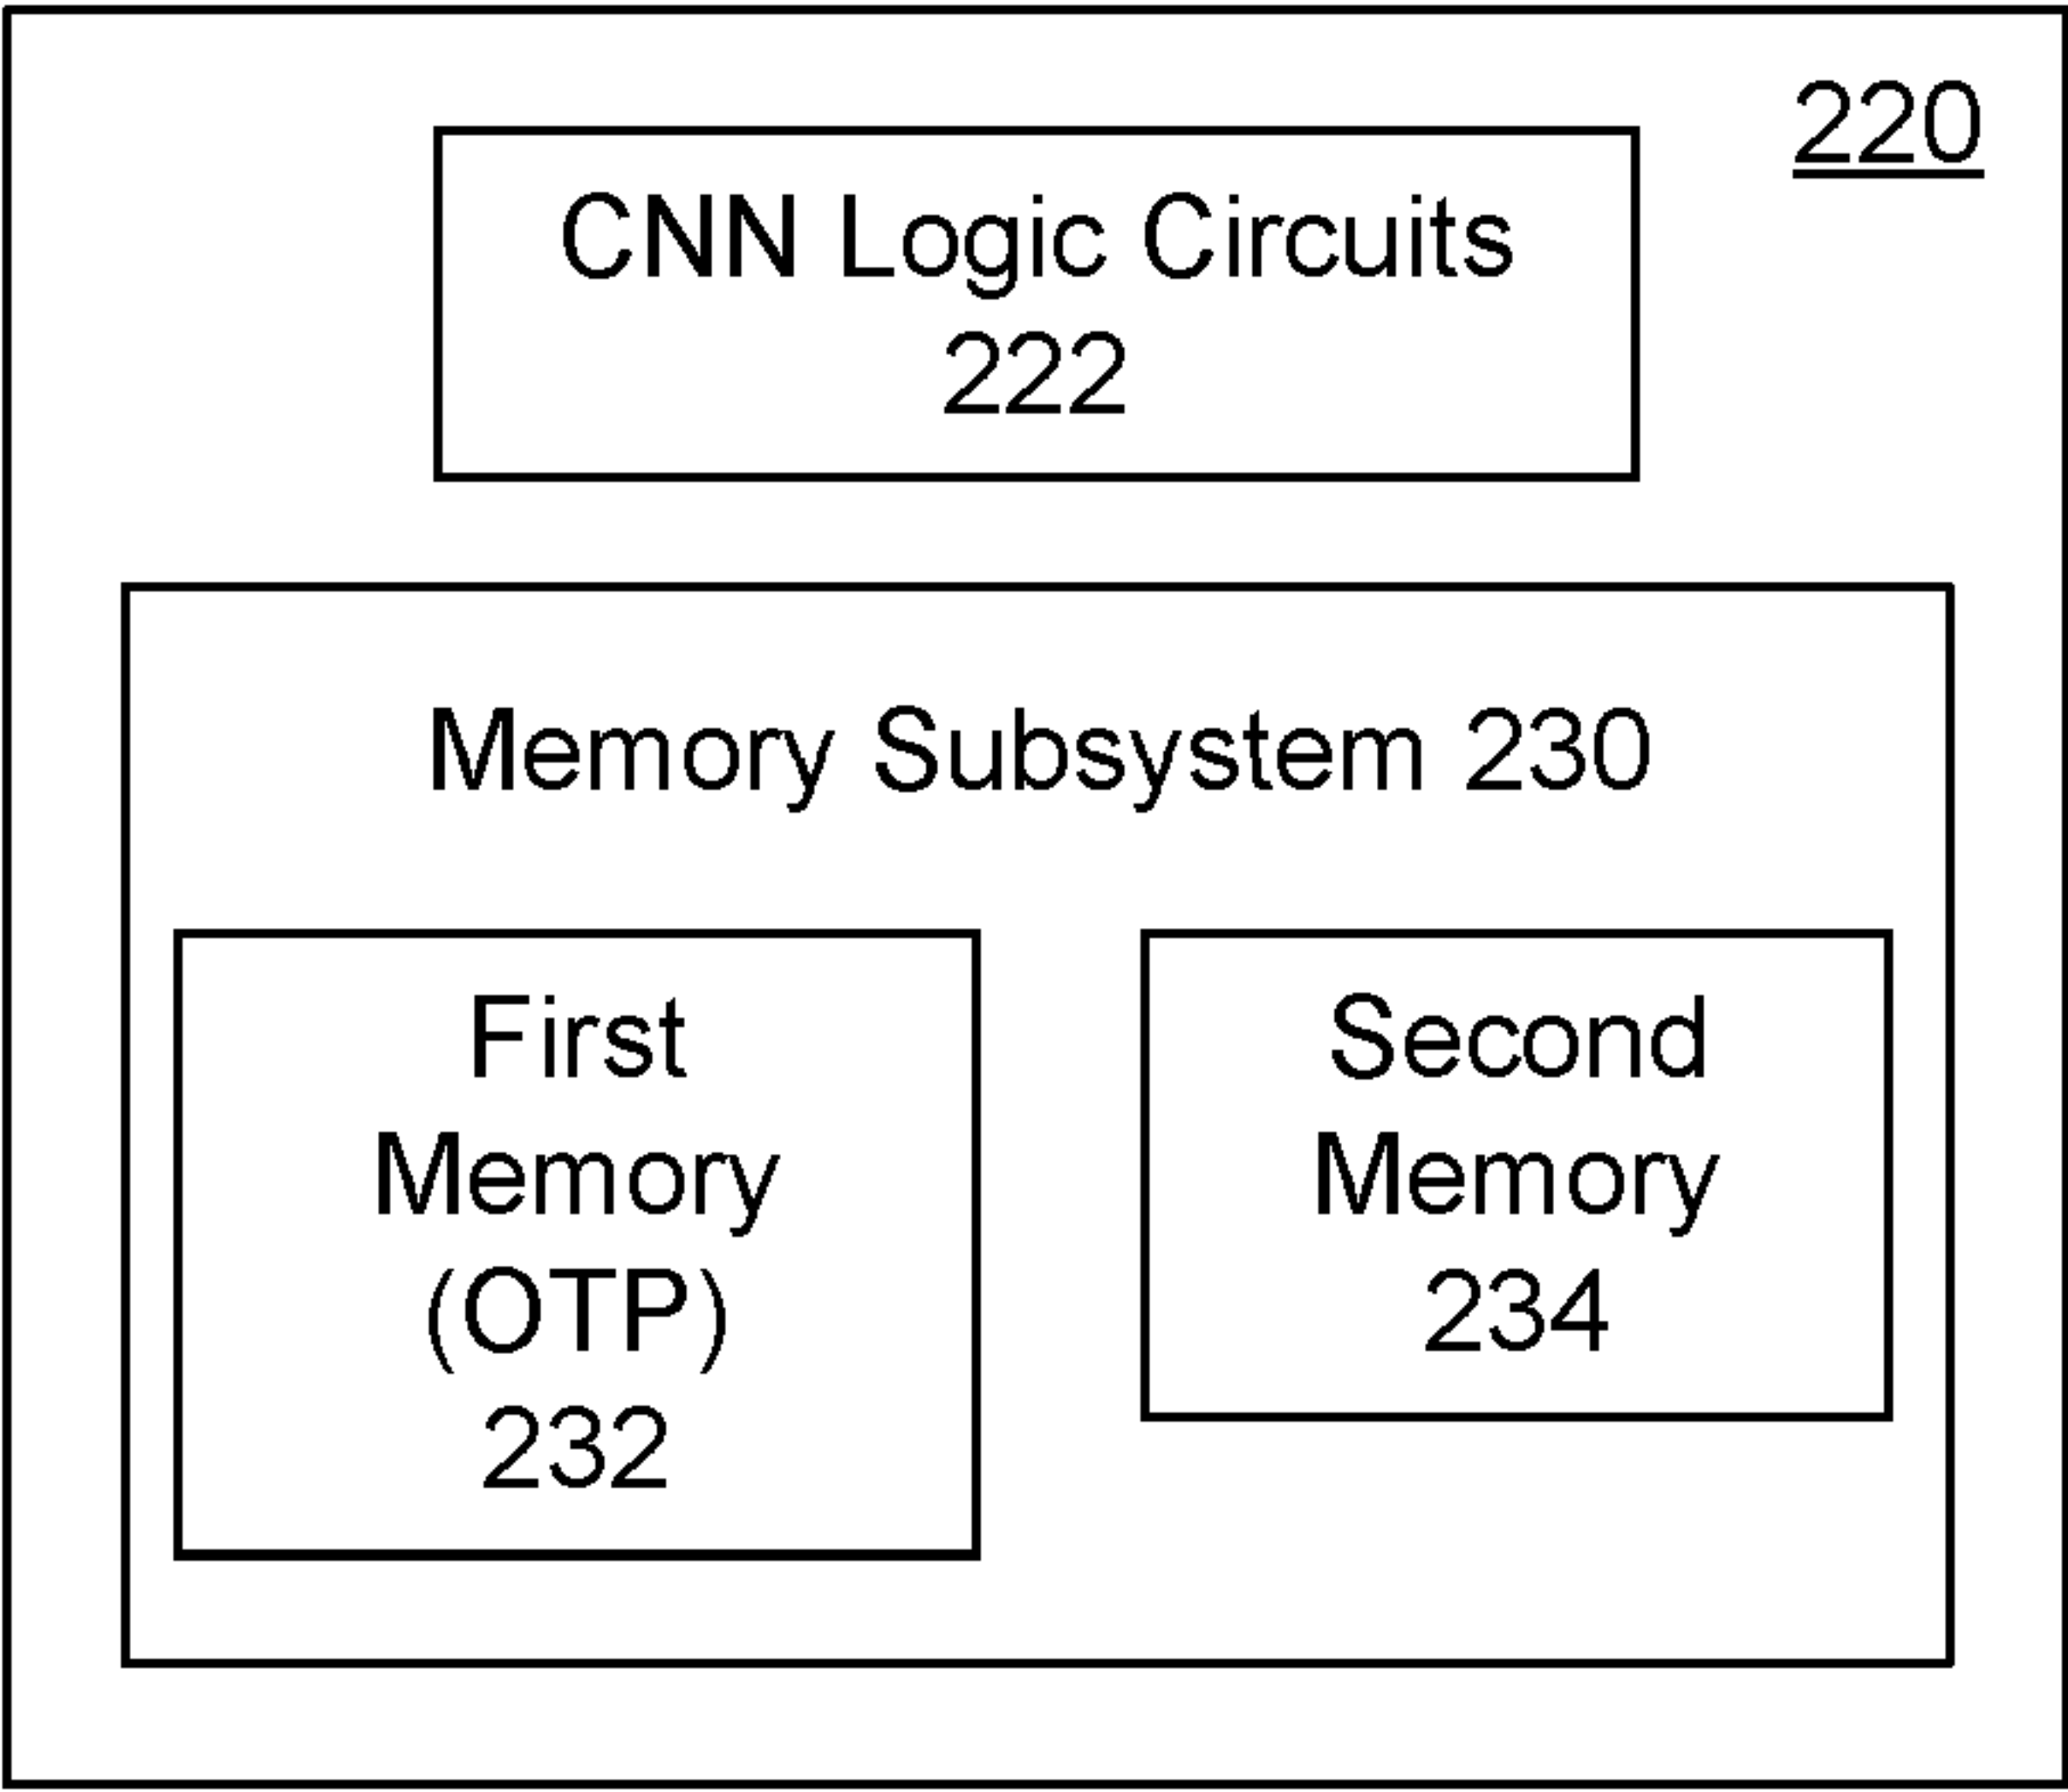 220
CNN Logic Circuits
222
Memory Subsystem 230
First
Memory
(OTP)
232
Second
Memory
234